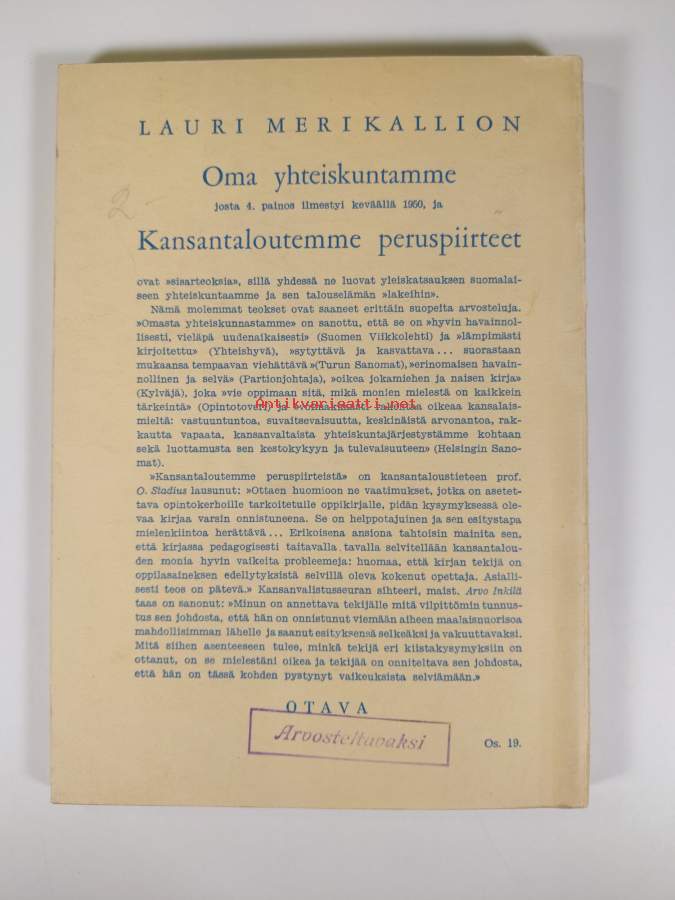 LAURI MERIKALLION
Oma yhteiskuntamme
2-
josta 4. painos ilmestyi keväällä 1950, ja
Kansantaloutemme peruspiirteet
ovat »sisarteoksia», sillä yhdessä ne luovat yleiskatsauksen suomalai-
seen yhteiskuntaamme ja sen talouselämän »lakeihin».
Nämä molemmat teokset ovat saaneet erittäin suopeita arvosteluja.
»Omasta yhteiskunnastamme» on sanottu, että se on »hyvin havainnol-
lisesti, vieläpä uudenaikaisesti» (Suomen Viikkolehti) ja »lämpimästi
kirjoitettu» (Yhteishyvä), »sytyttävä ja kasvattava... suorastaan
mukaansa tempaavan viehättävä »(Turun Sanomat), »erinomaisen havain-
nollinen ja selvä» (Partionjohtaja), »oikea jokamiehen ja naisen kirja»
(Kylväjä), joka »vie oppimaan sitä, mikä monien mielestä on kaikkein
tärkeintä» (Opintotoveri) ja oikeaa kansalais-
Antikvariaatti.net
mieltä: vastuuntuntoa, suvaitsevaisuutta, keskinäistä arvonantoa, rak-
kautta vapaata, kansanvaltaista yhteiskuntajärjestystämme kohtaan
sekä luottamusta sen kestokykyyn ja tulevaisuuteen» (Helsingin Sano-
mat).
»Kansantaloutemme peruspiirteistä» on kansantaloustieteen prof.
O. Stadius lausunut: »Ottaen huomioon ne vaatimukset, jotka on asetet-
tava opintokerhoille tarkoitetulle oppikirjalle, pidän kysymyksessä ole-
vaa kirjaa varsin onnistuneena. Se on helppotajuinen ja sen esitystapa
mielenkiintoa herättävä... Erikoisena ansiona tahtoisin mainita sen,
että kirjassa pedagogisesti taitavalla tavalla selvitellään kansantalou-
den monia hyvin vaikeita probleemeja: huomaa, että kirjan tekijä on
oppilasaineksen edellytyksistä selvillä oleva kokenut opettaja. Asialli-
sesti teos on pätevä.» Kansanvalistusseuran sihteeri, maist. Arvo Inkilä
taas on sanonut: »Minun on annettava tekijälle mitä vilpittömin tunnus-
tus sen johdosta, että hän on onnistunut viemään aiheen maalaisnuorisoa
mahdollisimman lähelle ja saanut esityksensä selkeäksi ja vakuuttavaksi.
Mitä siihen asenteeseen tulee, minkä tekijä eri kiistakysymyksiin on
ottanut, on se mielestäni oikea ja tekijää on onniteltava sen johdosta,
että hän on tässä kohden pystynyt vaikeuksista selviämään.»
OTAVA
Arvosteltavaksi
Os. 19.